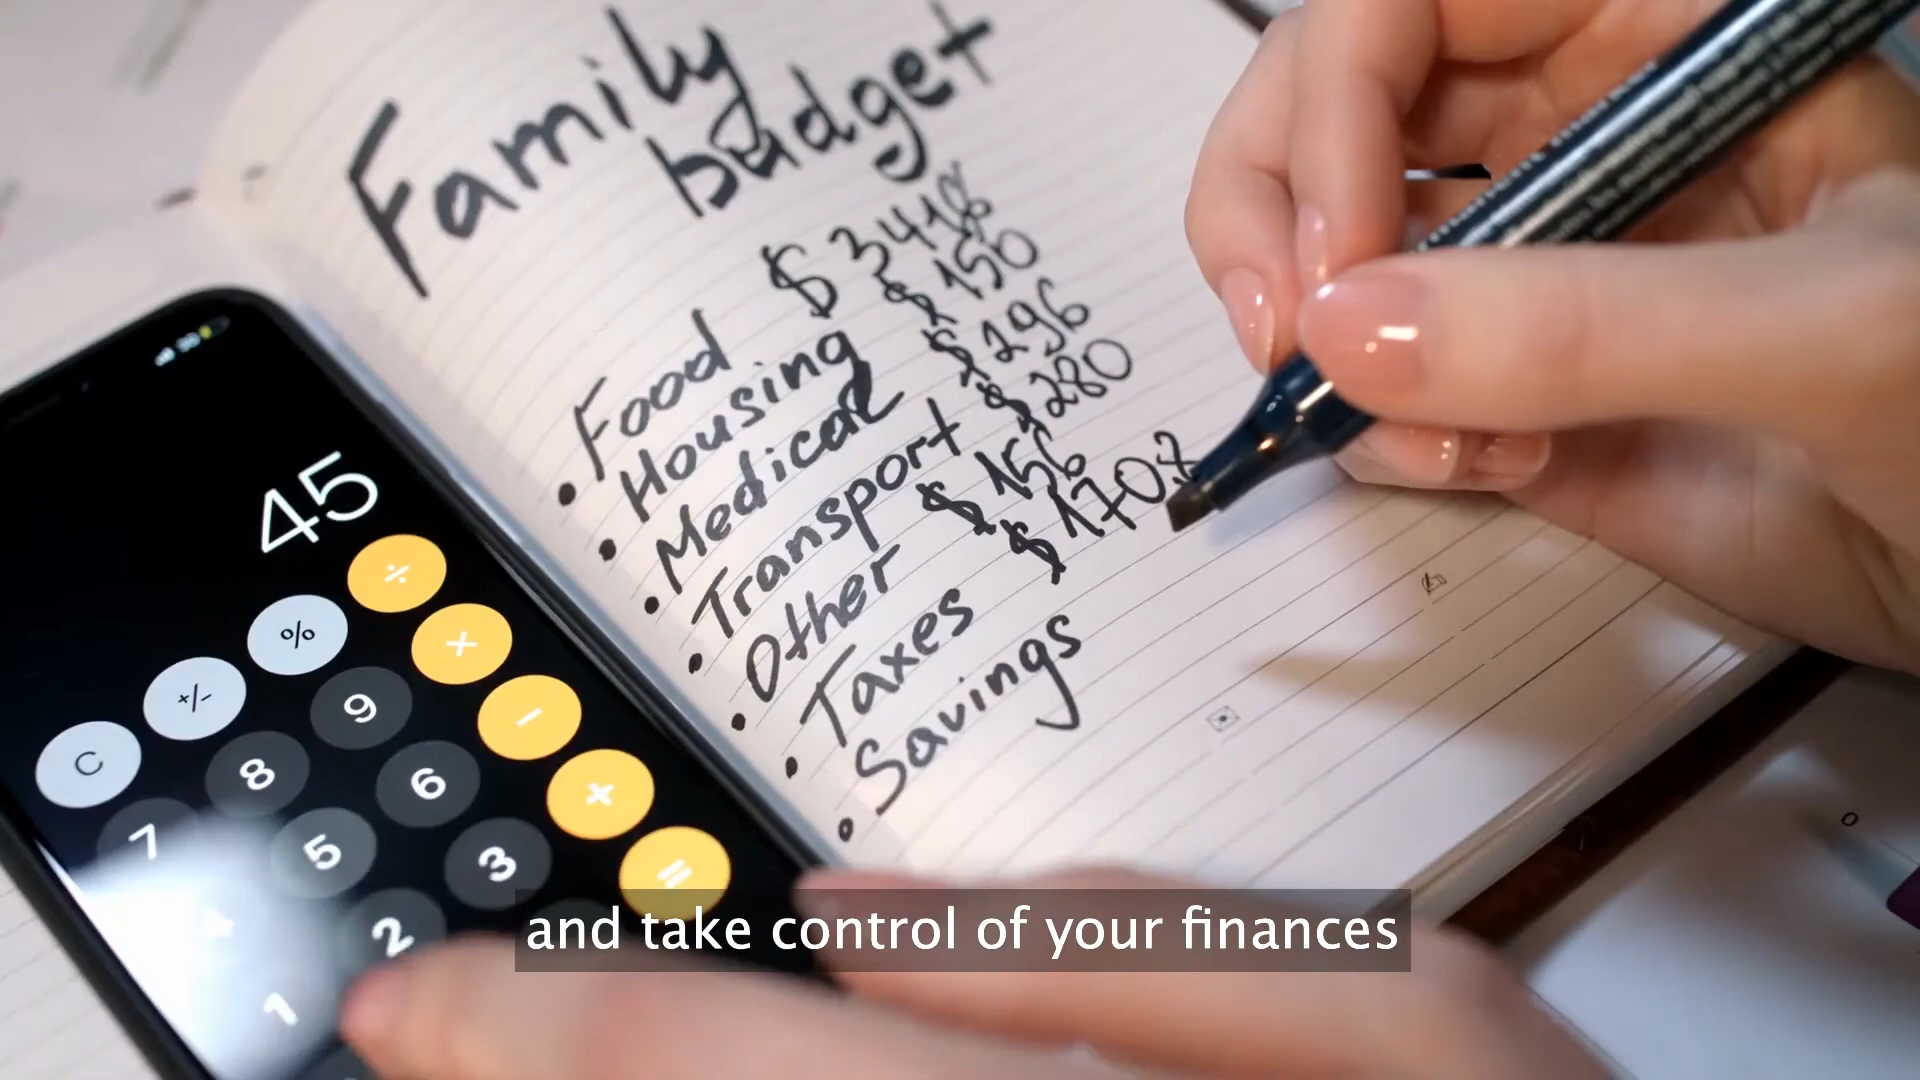 Family
budget
Food $ 3418
• Housing $ 150
• Medical $ 296
• Transport $ 280
• Other $ 156
• Taxes $ 1708
• Savings
45
C +/- % ÷
7 8 9 ×
5 6 −
1 2 3 +
=
and take control of your finances